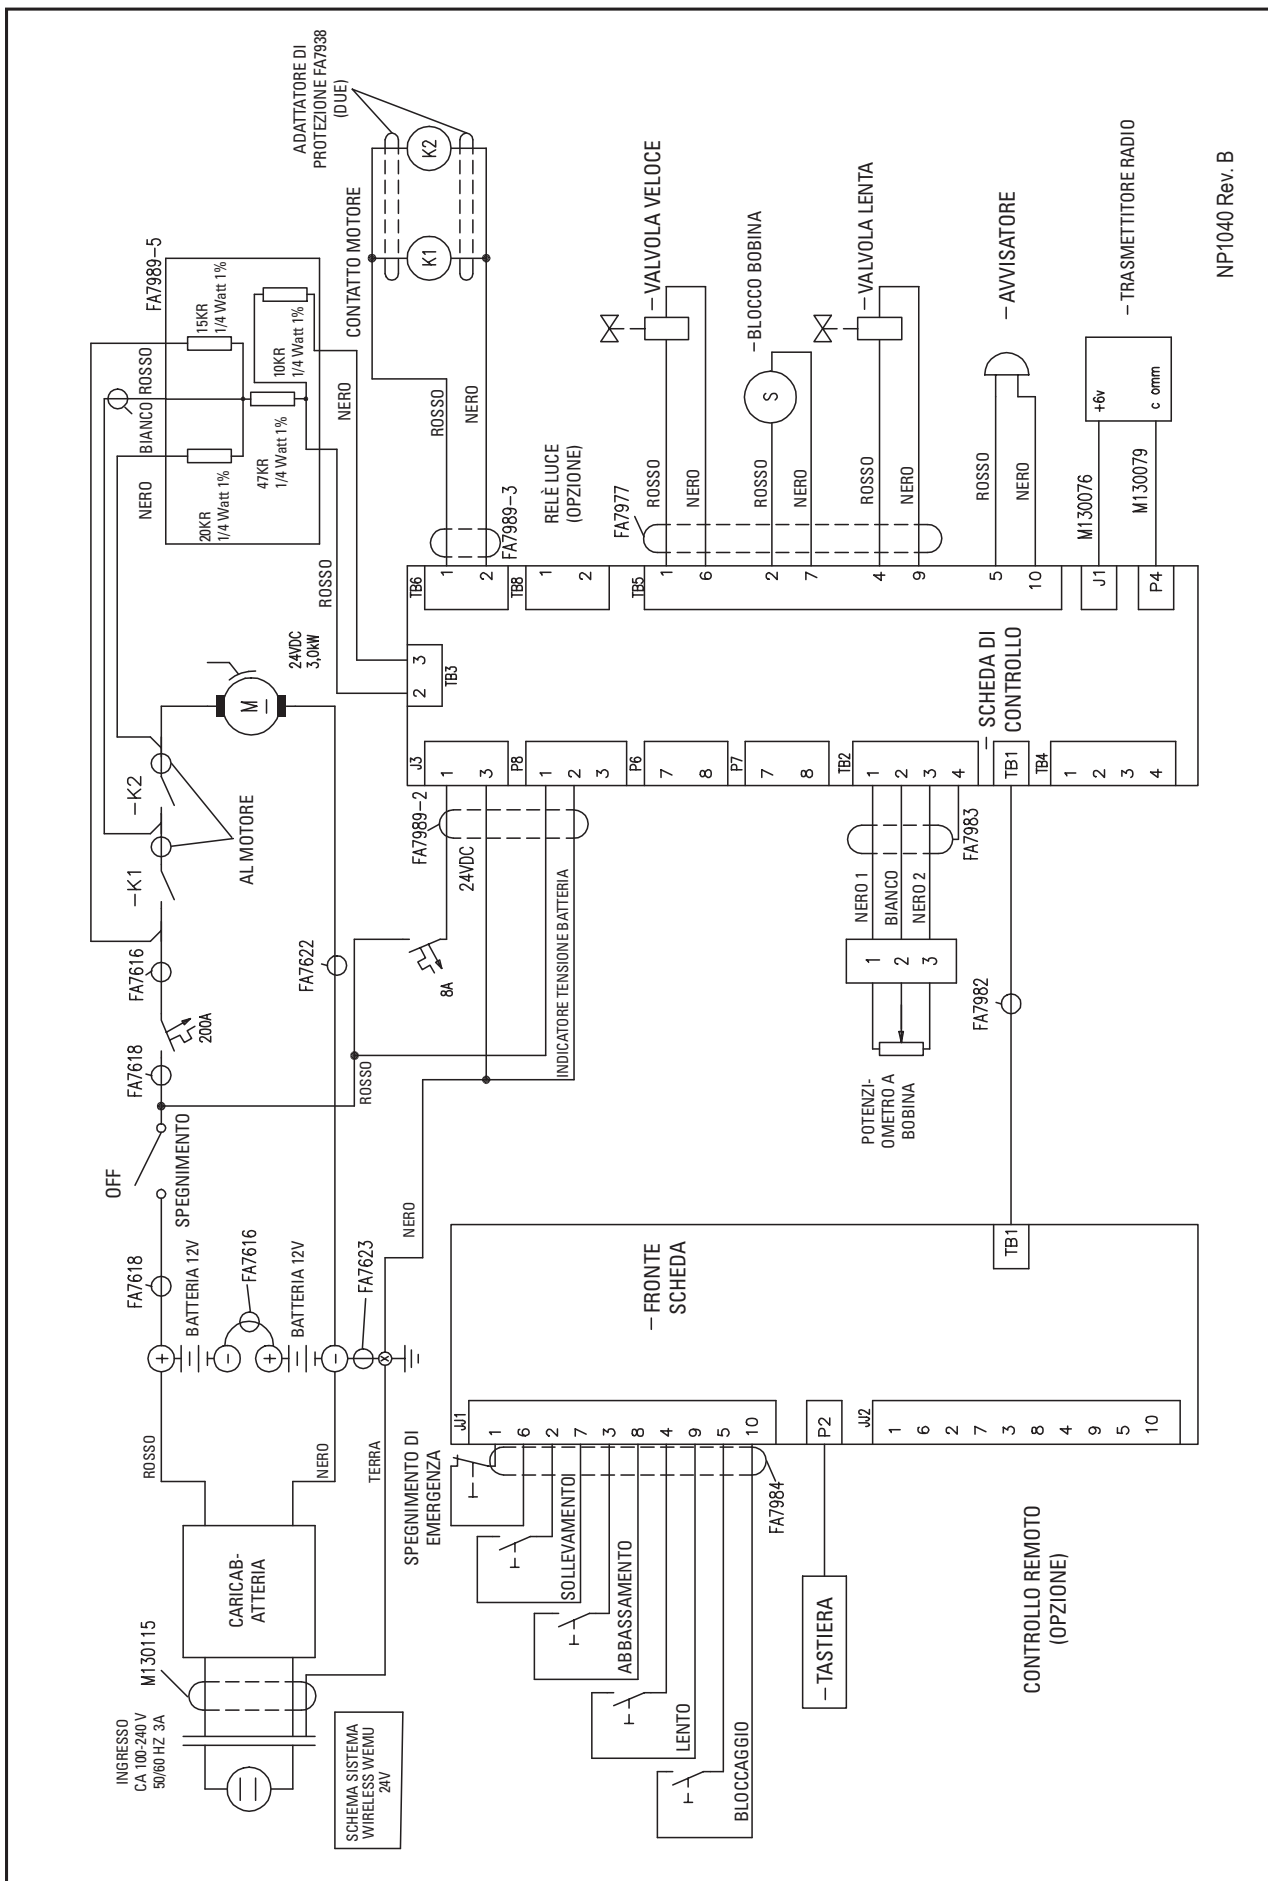 INGRESSO
CA 100-240 V
50/60 HZ 3A
M130115
CARICAB-
ATTERIA
ROSSO
NERO
TERRA
SCHEMA SISTEMA
WIRELESS WEMU
24V
FA7618
+
BATTERIA 12V
-
FA7616
+
BATTERIA 12V
-
FA7623
OFF
SPEGNIMENTO
FA7618
200A
FA7616
-K1
-K2
AL MOTORE
FA7622
M
24VDC
3,0kW
NERO
BIANCO
ROSSO
FA7989-5
20KR
1/4 Watt 1%
15KR
1/4 Watt 1%
47KR
1/4 Watt 1%
10KR
1/4 Watt 1%
ROSSO
NERO
CONTATTO MOTORE
ADATTATORE DI
PROTEZIONE FA7938
(DUE)
K1
K2
ROSSO
NERO
FA7989-3
RELÈ LUCE
(OPZIONE)
ROSSO
NERO
8A
FA7989-2
24VDC
INDICATORE TENSIONE BATTERIA
J3
1
3
P8
1
2
3
P6
7
8
P7
7
8
TB2
1
2
3
4
TB1
TB4
1
2
3
4
TB3
2
3
TB6
1
2
TB8
1
2
TB5
1
6
2
7
4
9
5
10
J1
P4
- SCHEDA DI
CONTROLLO
FA7977
ROSSO
NERO
- VALVOLA VELOCE
ROSSO
NERO
S
- BLOCCO BOBINA
ROSSO
NERO
- VALVOLA LENTA
ROSSO
NERO
- AVVISATORE
M130076
M130079
+6v
c omm
- TRASMETTITORE RADIO
NERO 1
BIANCO
NERO 2
FA7983
1
2
3
POTENZI-
OMETRO A
BOBINA
FA7982
- FRONTE
SCHEDA
TB1
JJ1
1
6
2
7
3
8
4
9
5
10
P2
JJ2
1
6
2
7
3
8
4
9
5
10
SPEGNIMENTO DI
EMERGENZA
SOLLEVAMENTOI
ABBASSAMENTO
LENTO
BLOCCAGGIO
FA7984
- TASTIERA
CONTROLLO REMOTO
(OPZIONE)
NP1040 Rev. B